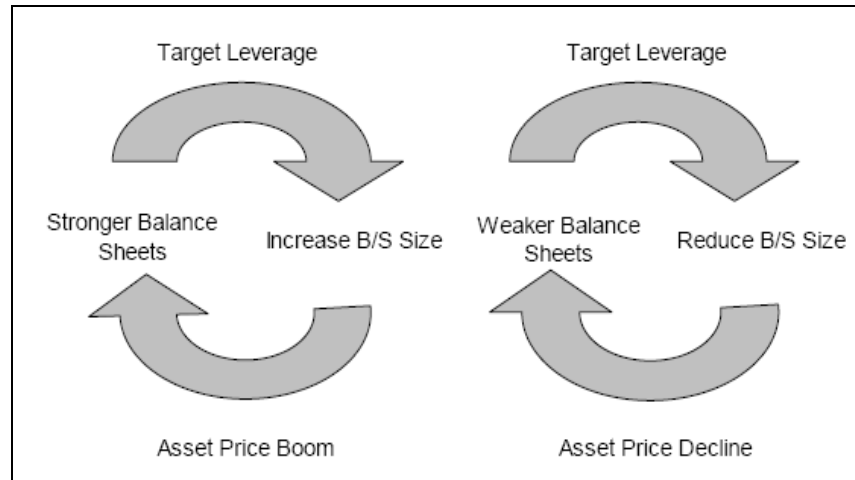 Target Leverage
Stronger Balance
Sheets
Increase B/S Size
Asset Price Boom
Target Leverage
Weaker Balance
Sheets
Reduce B/S Size
Asset Price Decline